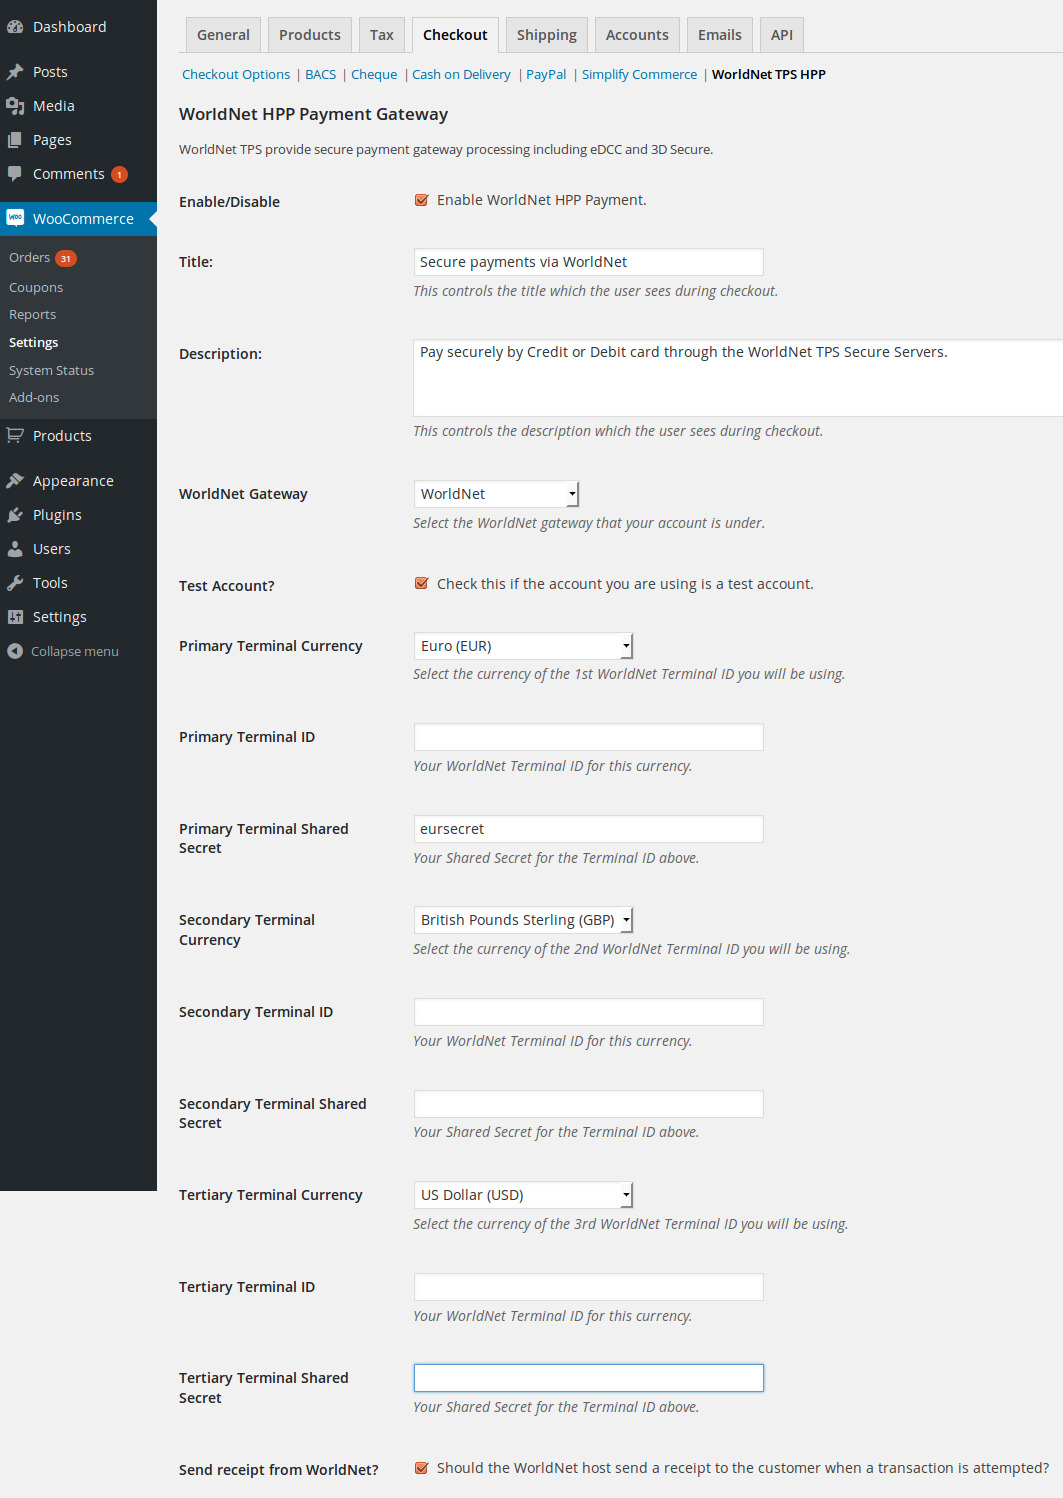 Dashboard
Posts
Media
Pages
Comments 1
woo WooCommerce
Orders 31
Coupons
Reports
Settings
System Status
Add-ons
Products
Appearance
Plugins
Users
Tools
Settings
Collapse menu
General Products Tax Checkout Shipping Accounts Emails API
Checkout Options | BACS | Cheque | Cash on Delivery | PayPal | Simplify Commerce | WorldNet TPS HPP
WorldNet HPP Payment Gateway
WorldNet TPS provide secure payment gateway processing including eDCC and 3D Secure.
Enable/Disable Enable WorldNet HPP Payment.
Title: Secure payments via WorldNet
This controls the title which the user sees during checkout.
Description: Pay securely by Credit or Debit card through the WorldNet TPS Secure Servers.
This controls the description which the user sees during checkout.
WorldNet Gateway WorldNet
Select the WorldNet gateway that your account is under.
Test Account? Check this if the account you are using is a test account.
Primary Terminal Currency Euro (EUR)
Select the currency of the 1st WorldNet Terminal ID you will be using.
Primary Terminal ID
Your WorldNet Terminal ID for this currency.
Primary Terminal Shared
Secret
eursecret
Your Shared Secret for the Terminal ID above.
Secondary Terminal
Currency
British Pounds Sterling (GBP)
Select the currency of the 2nd WorldNet Terminal ID you will be using.
Secondary Terminal ID
Your WorldNet Terminal ID for this currency.
Secondary Terminal Shared
Secret
Your Shared Secret for the Terminal ID above.
Tertiary Terminal Currency US Dollar (USD)
Select the currency of the 3rd WorldNet Terminal ID you will be using.
Tertiary Terminal ID
Your WorldNet Terminal ID for this currency.
Tertiary Terminal Shared
Secret
Your Shared Secret for the Terminal ID above.
Send receipt from WorldNet? Should the WorldNet host send a receipt to the customer when a transaction is attempted?